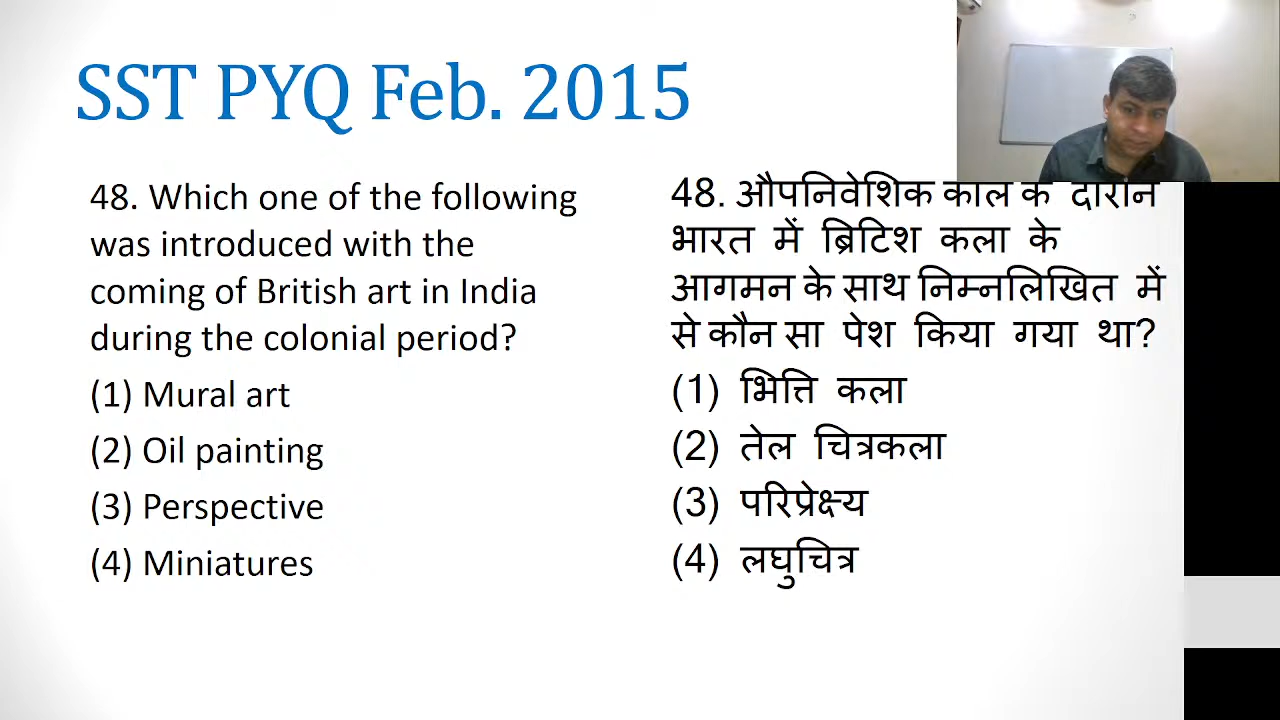 SST PYQ Feb. 2015
48. Which one of the following
was introduced with the
coming of British art in India
during the colonial period?
(1) Mural art
(2) Oil painting
(3) Perspective
(4) Miniatures
48. औपनिवेशिक काल के दौरान
भारत में ब्रिटिश कला के
आगमन के साथ निम्नलिखित में
से कौन सा पेश किया गया था?
(1) भित्ति कला
(2) तेल चित्रकला
(3) परिप्रेक्ष्य
(4) लघुचित्र